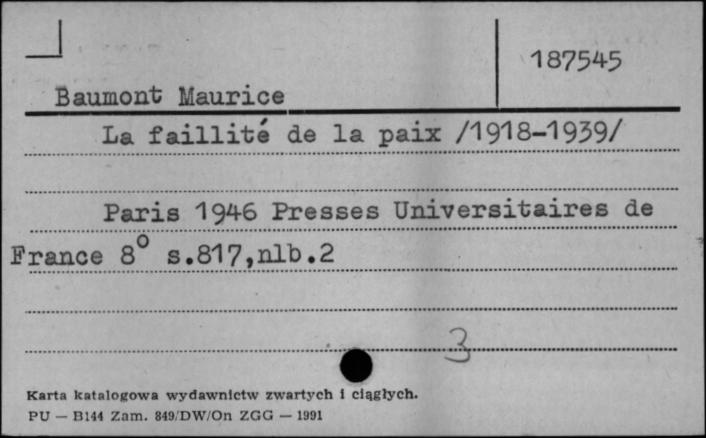 187545
Baumont Maurice
La faillité de la paix /1918-1939/
Paris 1946 Presses Universitaires de
France 8° s.817,nlb.2
3
Karta katalogowa wydawnictw zwartych i ciągłych.
PU — B144 Zam. 849/DW/On ZGG — 1991